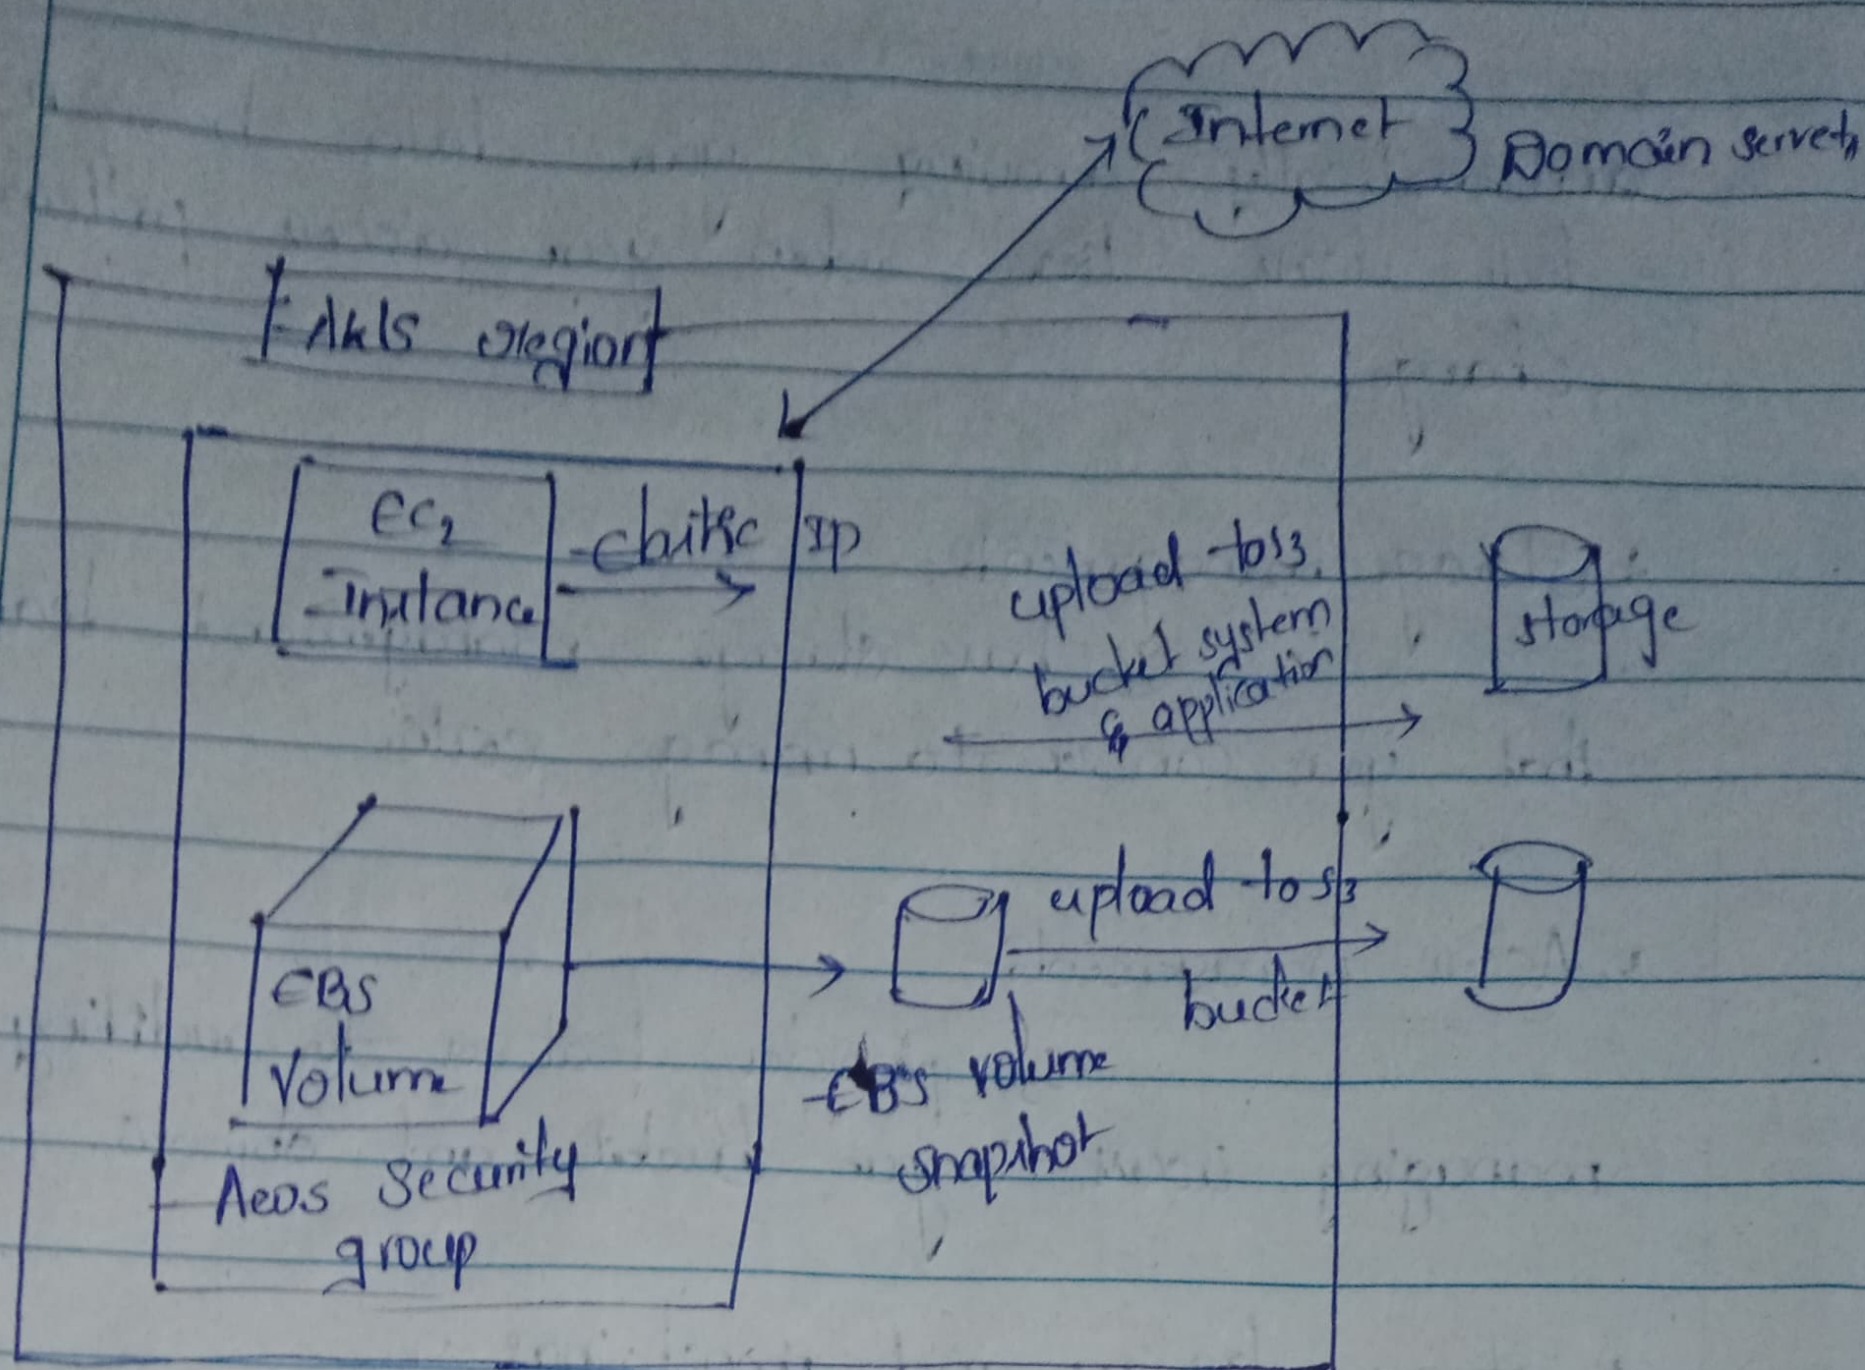 Internet
Domain server
AWS region
EC2
Instance
Elastic IP
upload to s3
bucket system
& application
storage
EBS
Volume
upload to s3
bucket
EBS volume
snapshot
Security
group